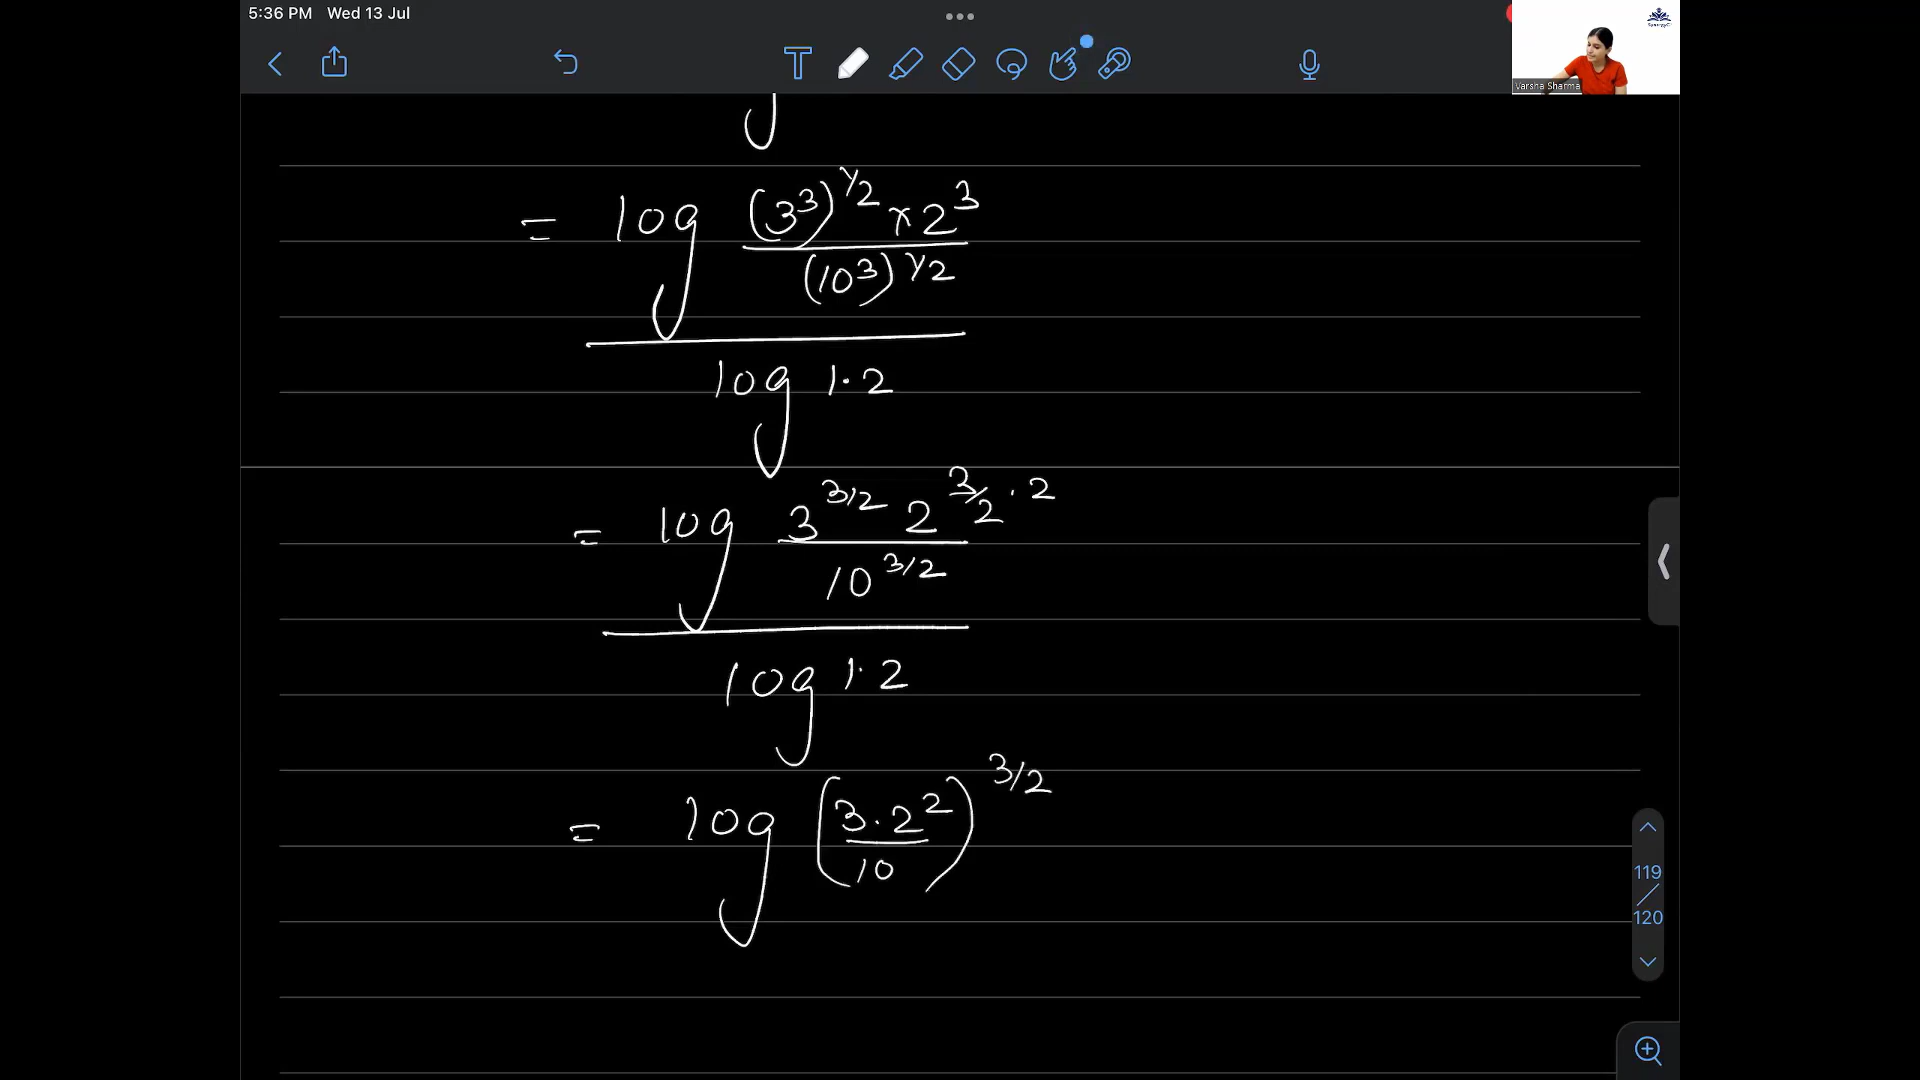 5:36 PM Wed 13 Jul
Varsha Sharma
= log (3³)^1/2 × 2³
(10³)^1/2
log 1.2
= log 3^3/2 2^3/2 · 2
10^3/2
log 1.2
= log (3·2²)^3/2
10
119
120